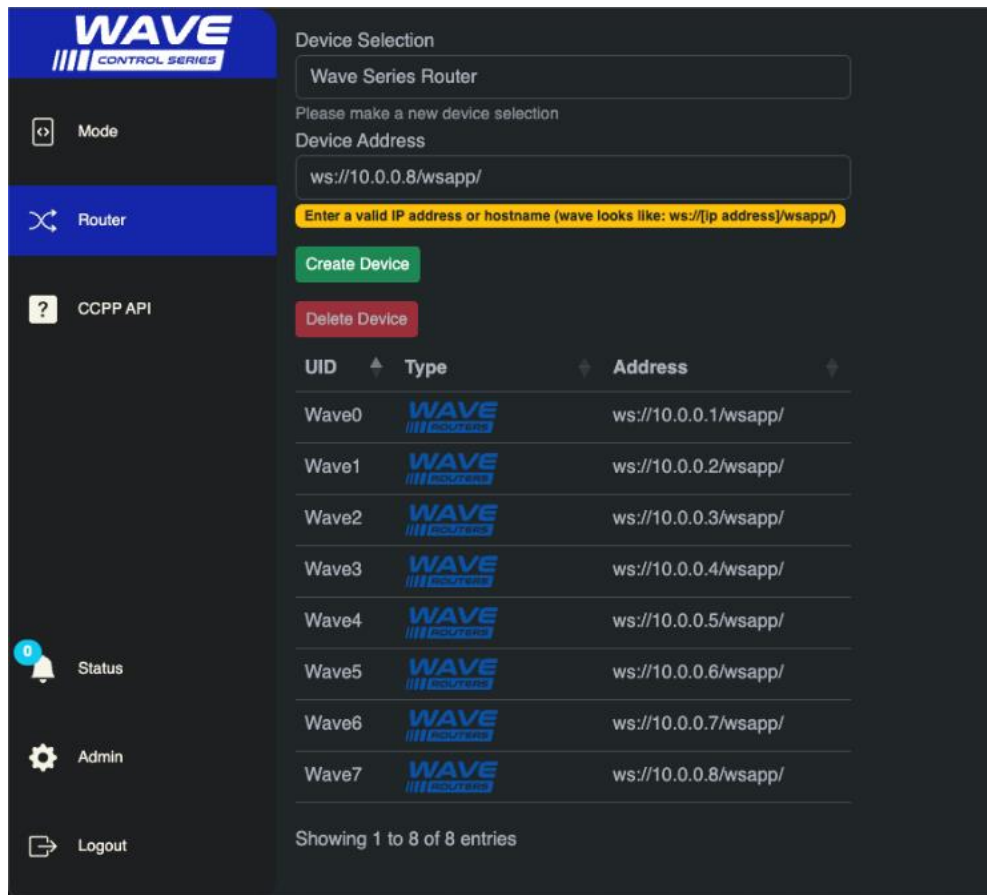 WAVE
CONTROL SERIES
Mode
Router
CCPP API
0
Status
Admin
Logout
Device Selection
Wave Series Router
Please make a new device selection
Device Address
ws://10.0.0.8/wsapp/
Enter a valid IP address or hostname (wave looks like: ws://[ip address]/wsapp/)
Create Device
Delete Device
UID Type Address
Wave0 WAVE ROUTERS ws://10.0.0.1/wsapp/
Wave1 WAVE ROUTERS ws://10.0.0.2/wsapp/
Wave2 WAVE ROUTERS ws://10.0.0.3/wsapp/
Wave3 WAVE ROUTERS ws://10.0.0.4/wsapp/
Wave4 WAVE ROUTERS ws://10.0.0.5/wsapp/
Wave5 WAVE ROUTERS ws://10.0.0.6/wsapp/
Wave6 WAVE ROUTERS ws://10.0.0.7/wsapp/
Wave7 WAVE ROUTERS ws://10.0.0.8/wsapp/
Showing 1 to 8 of 8 entries